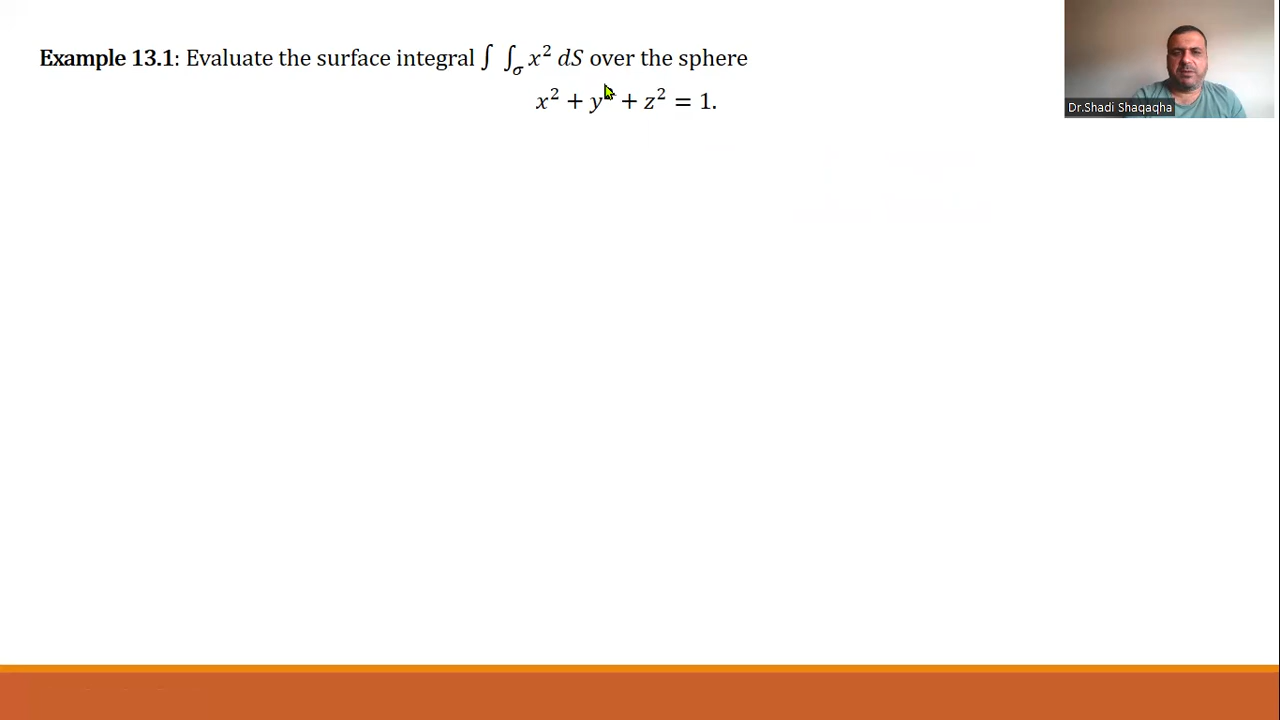 Example 13.1: Evaluate the surface integral ∫ ∫σ x² dS over the sphere
x² + y² + z² = 1.
Dr.Shadi Shaqaqha